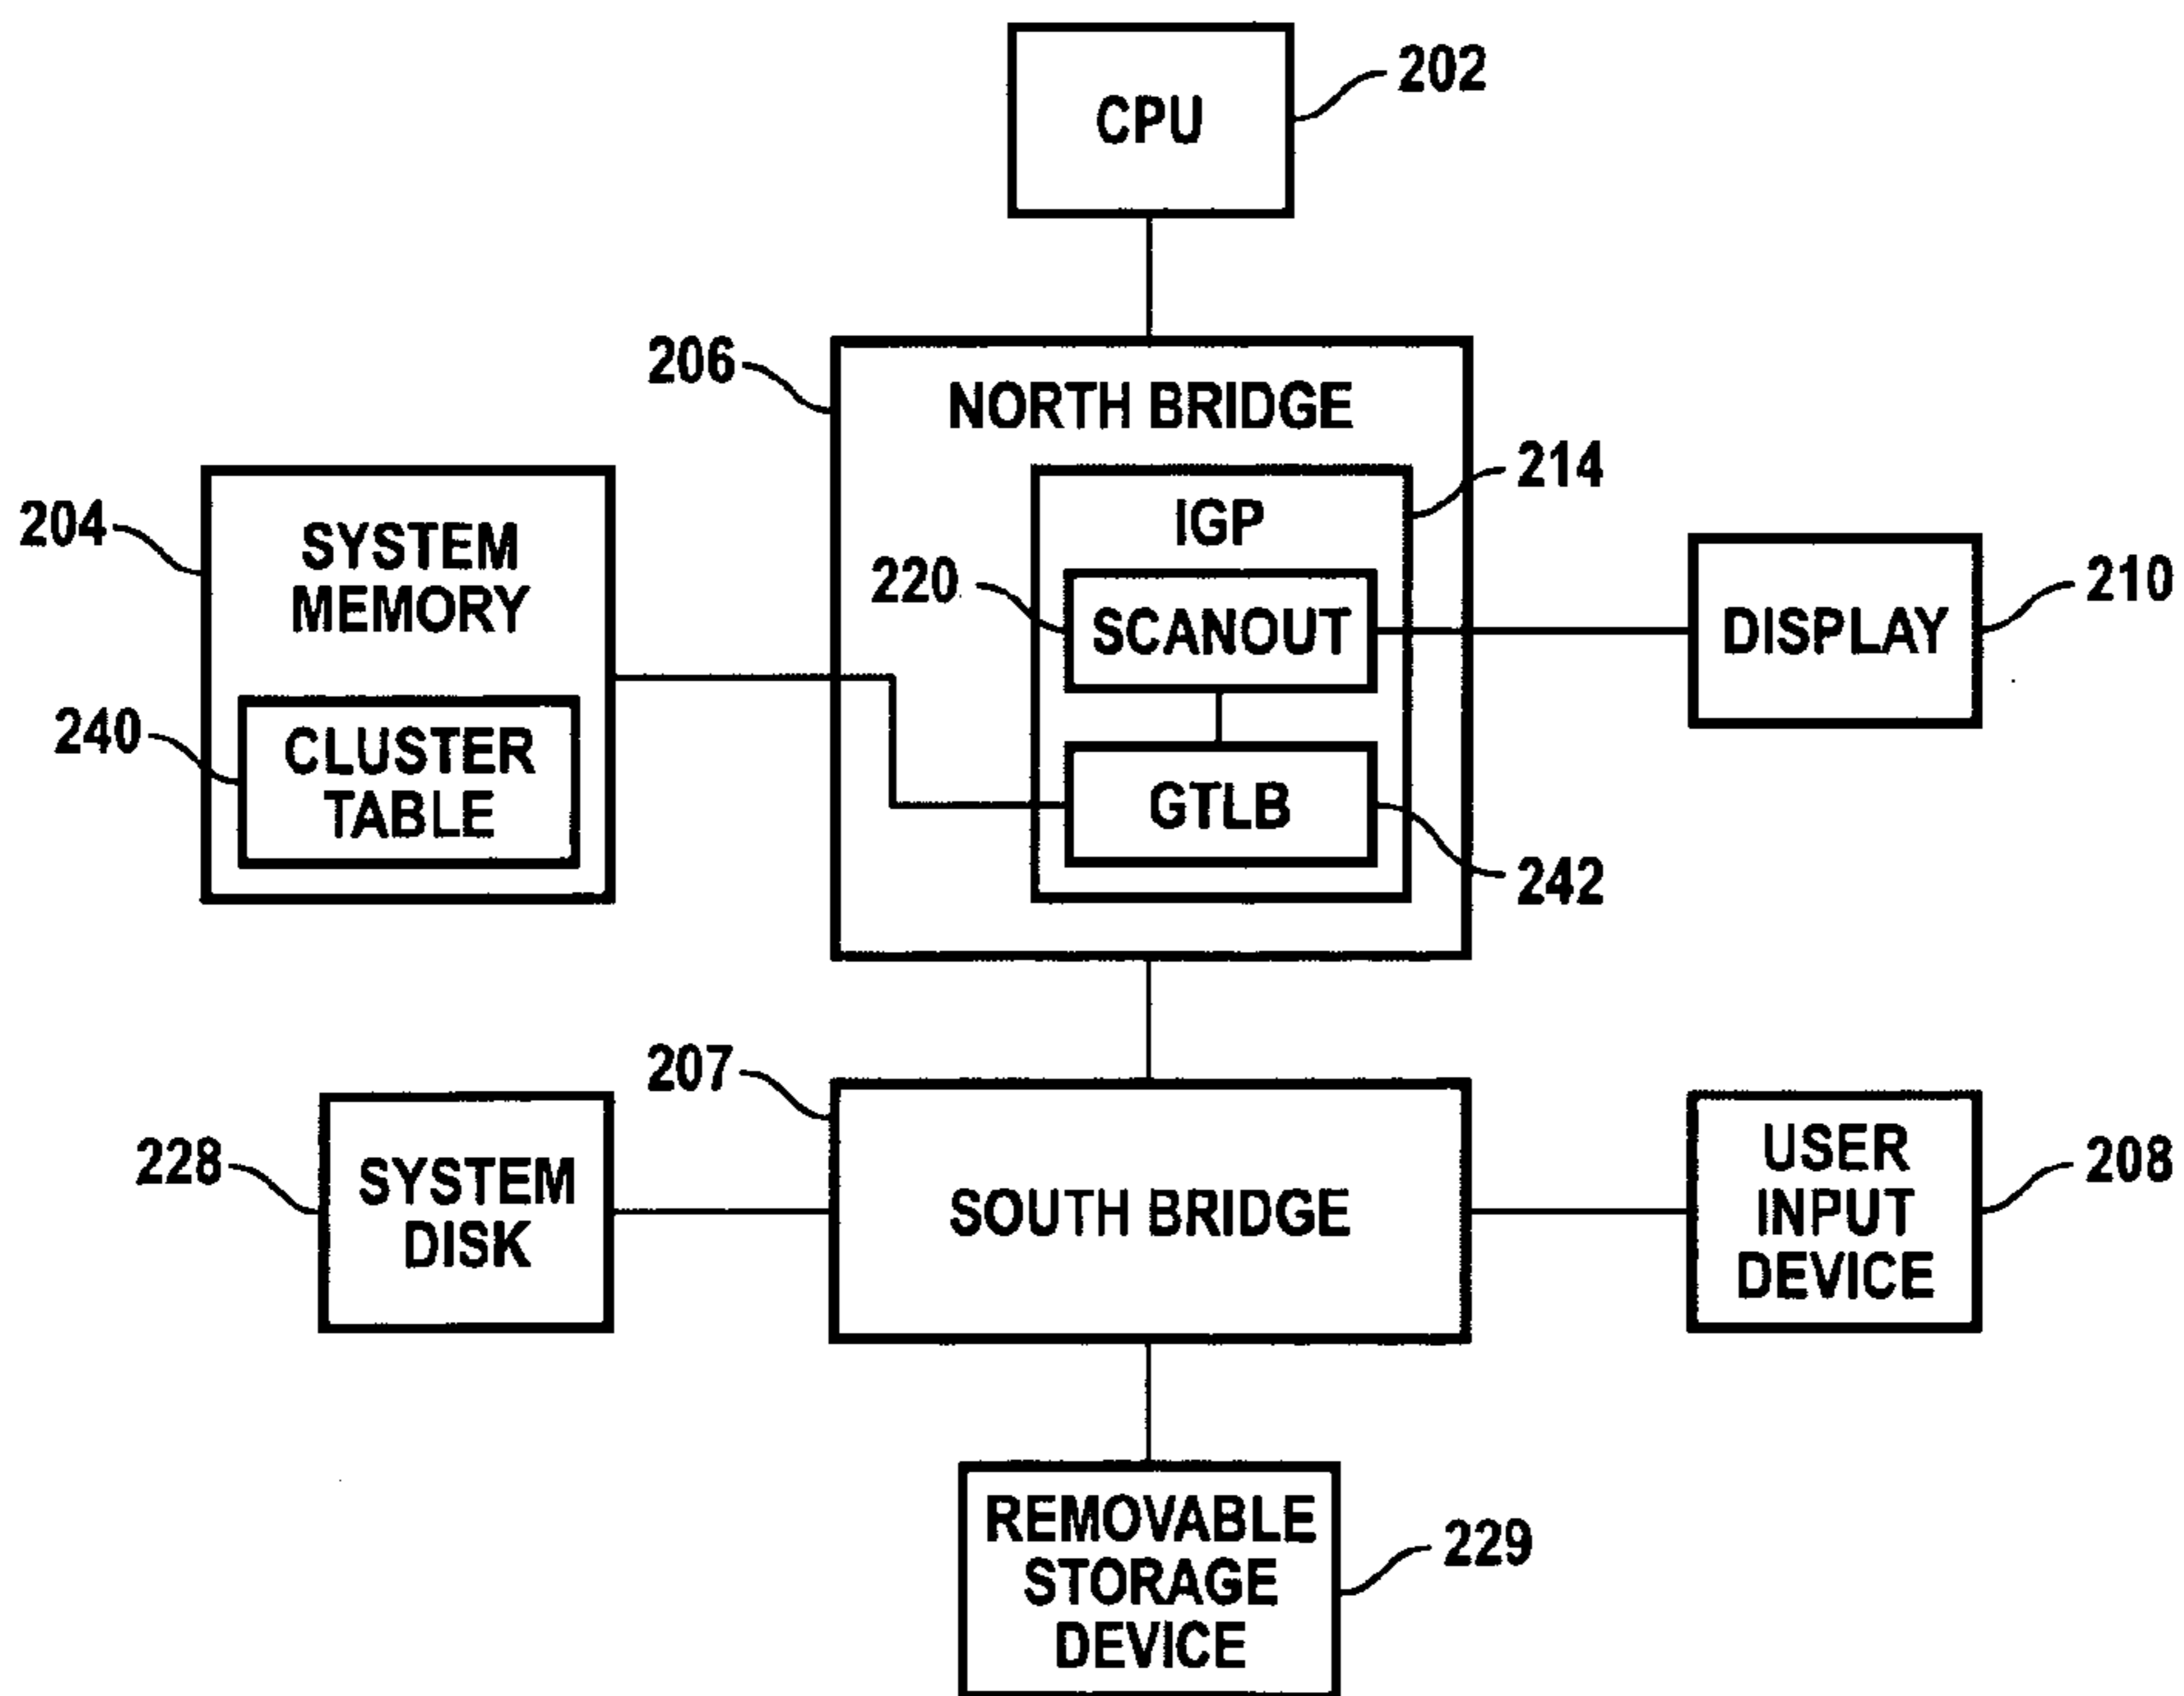 CPU
202
206
NORTH BRIDGE
214
204
SYSTEM
MEMORY
IGP
220
SCANOUT
DISPLAY
210
240
CLUSTER
TABLE
GTLB
242
207
228
SYSTEM
DISK
SOUTH BRIDGE
USER
INPUT
DEVICE
208
REMOVABLE
STORAGE
DEVICE
229